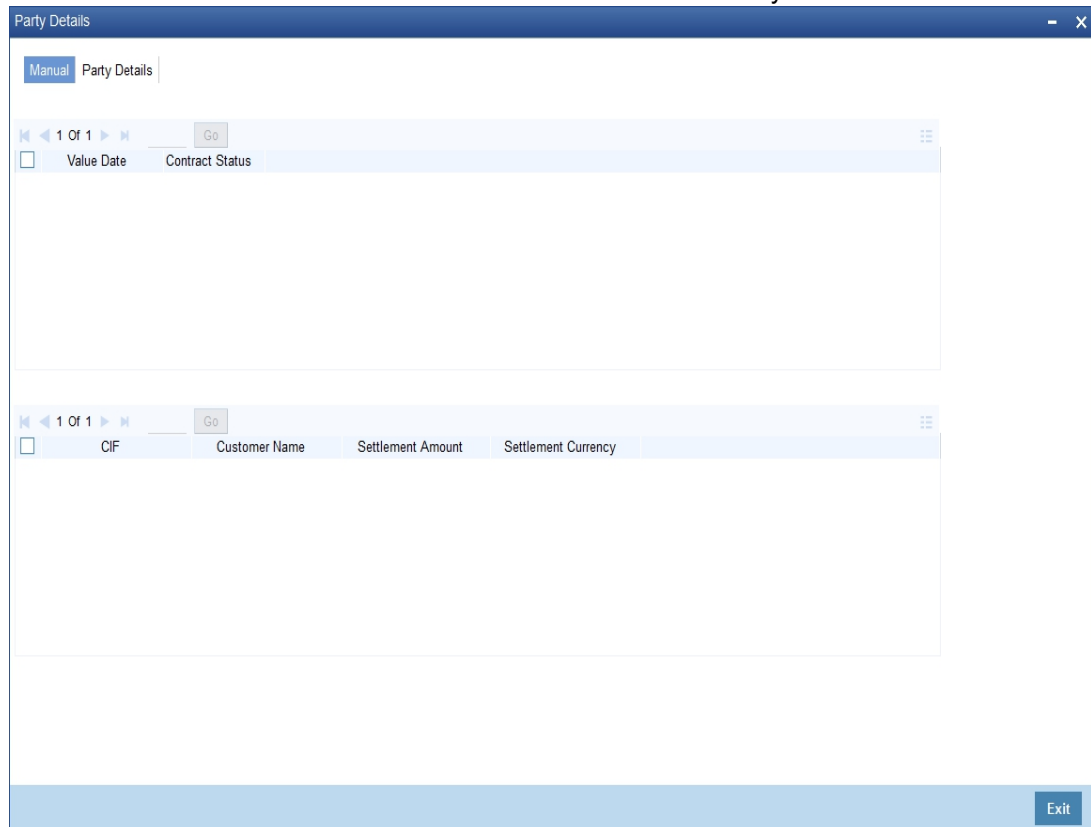 Party Details
Manual Party Details
1 Of 1 Go
Value Date Contract Status
1 Of 1 Go
CIF Customer Name Settlement Amount Settlement Currency
Exit